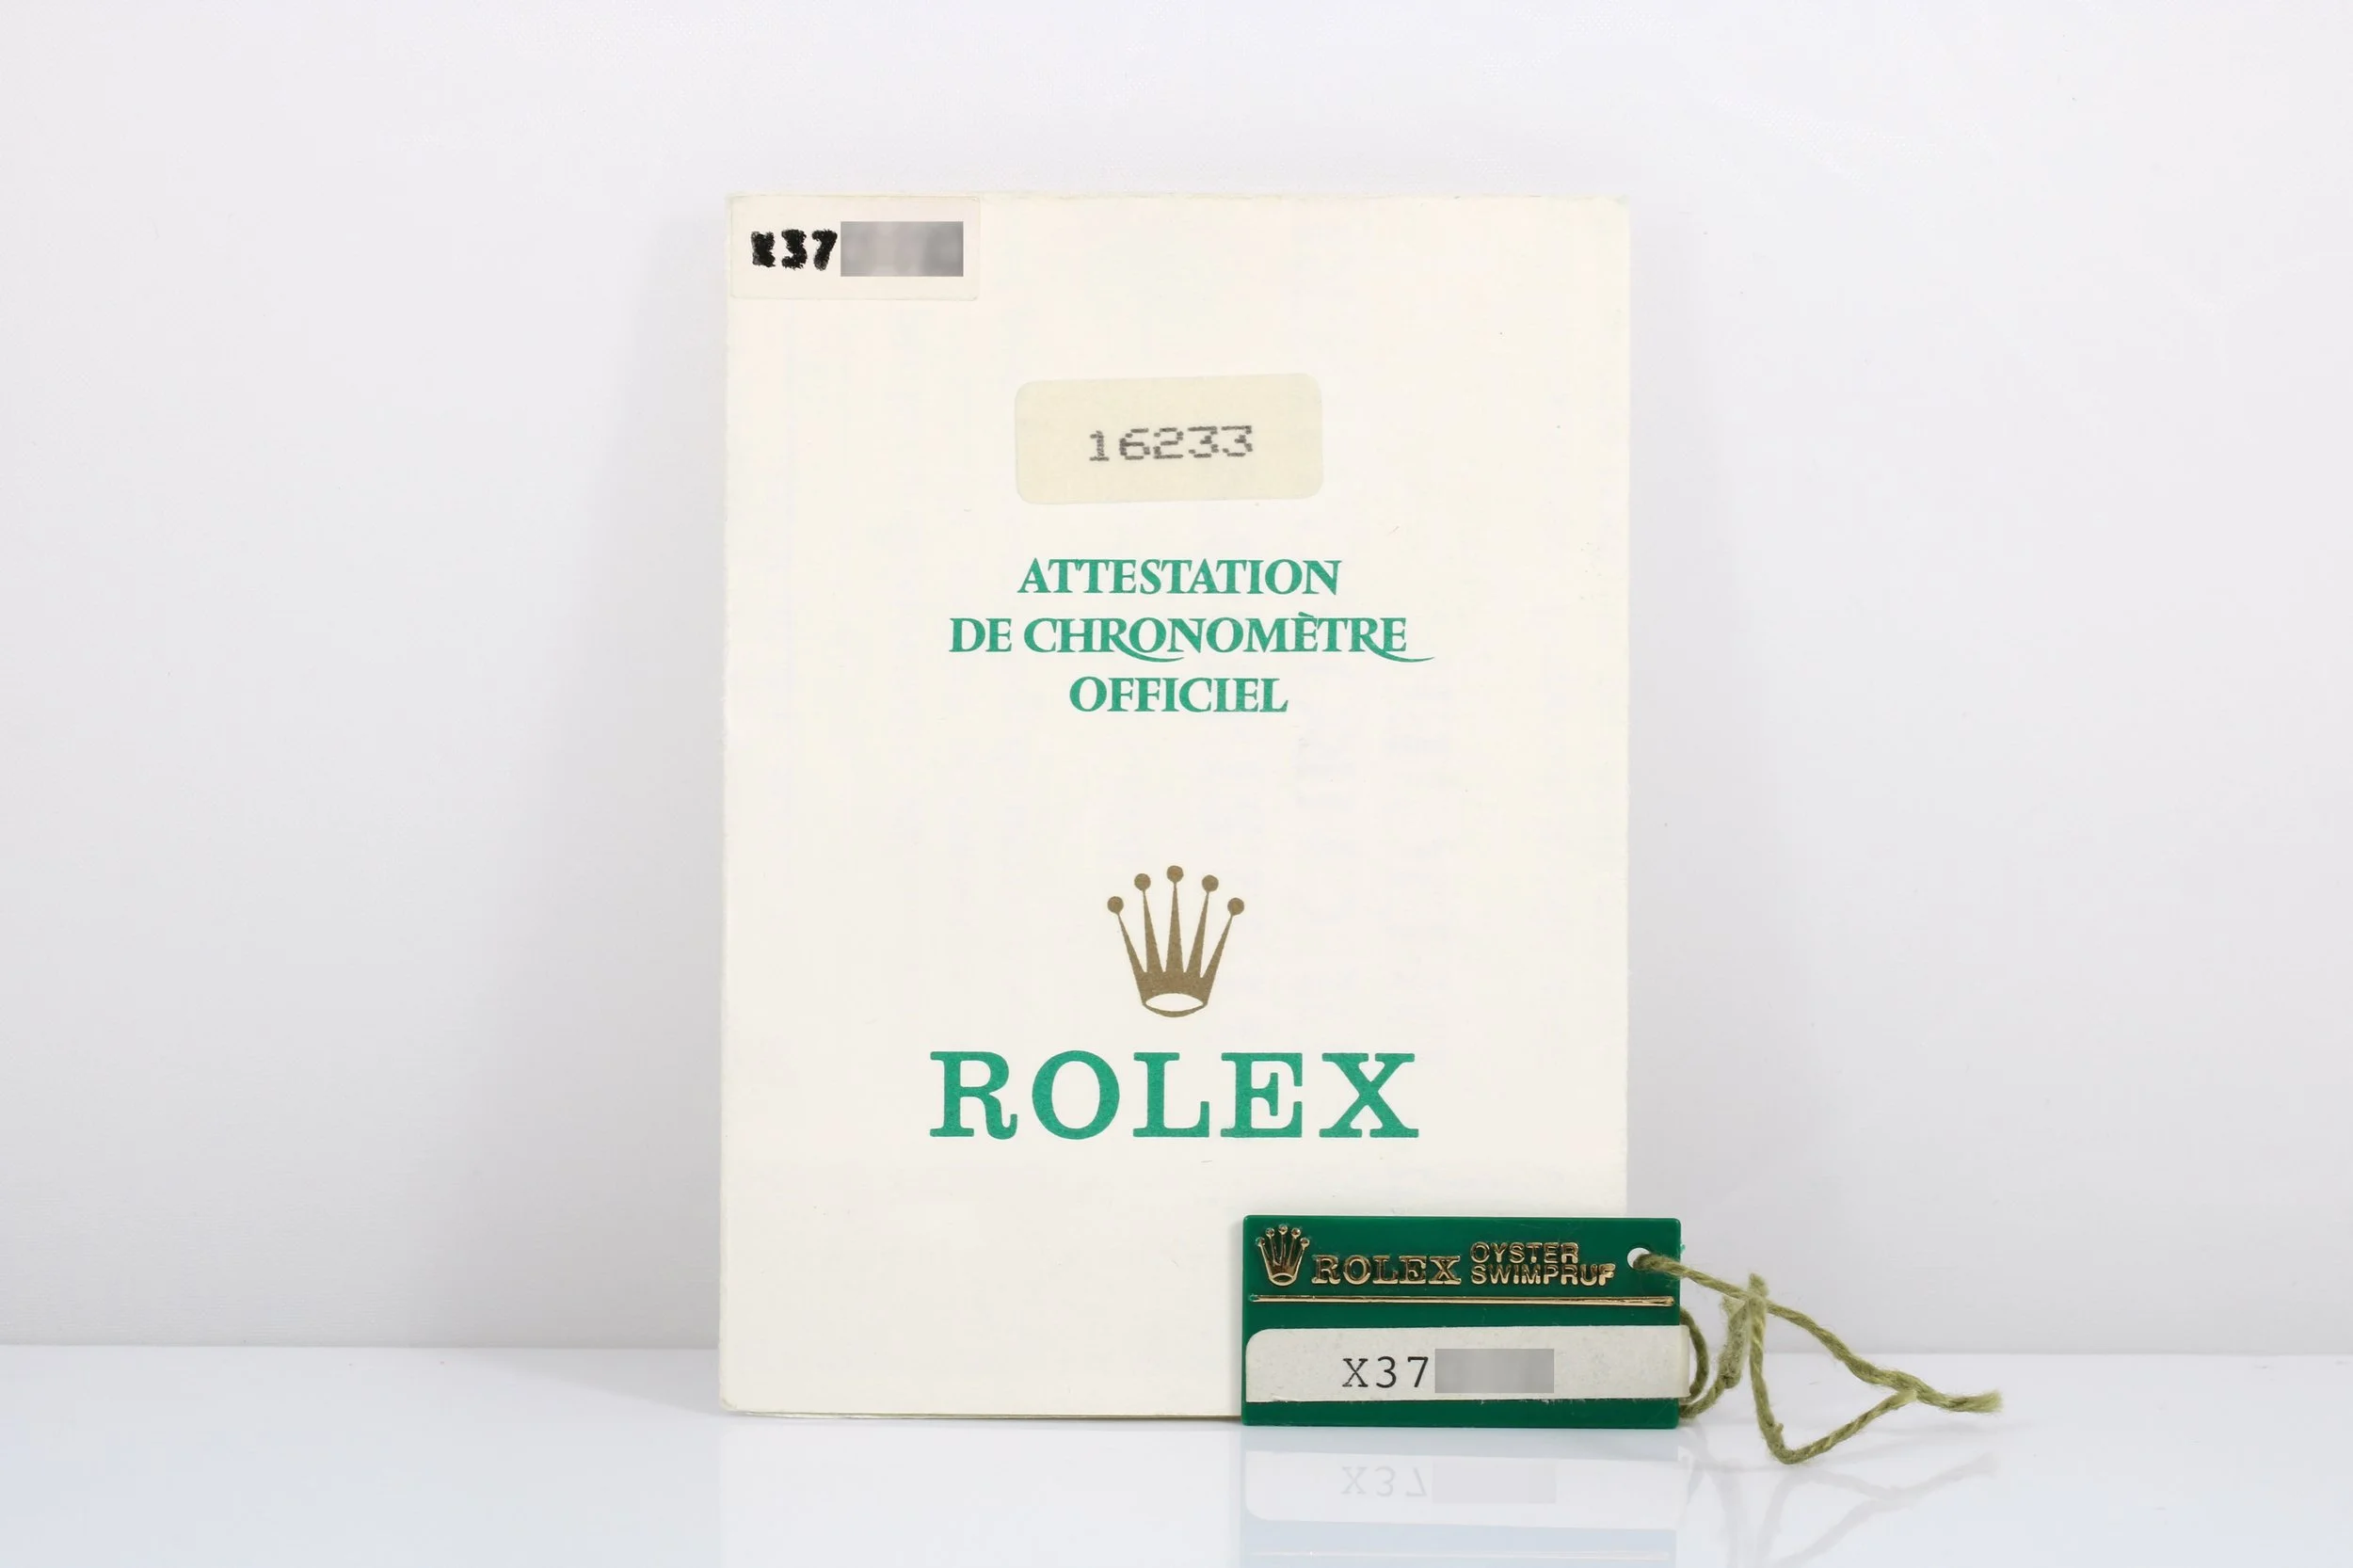 X37
16233
ATTESTATION
DE CHRONOMÈTRE
OFFICIEL
ROLEX
ROLEX OYSTER
SWIMPRUF
X37